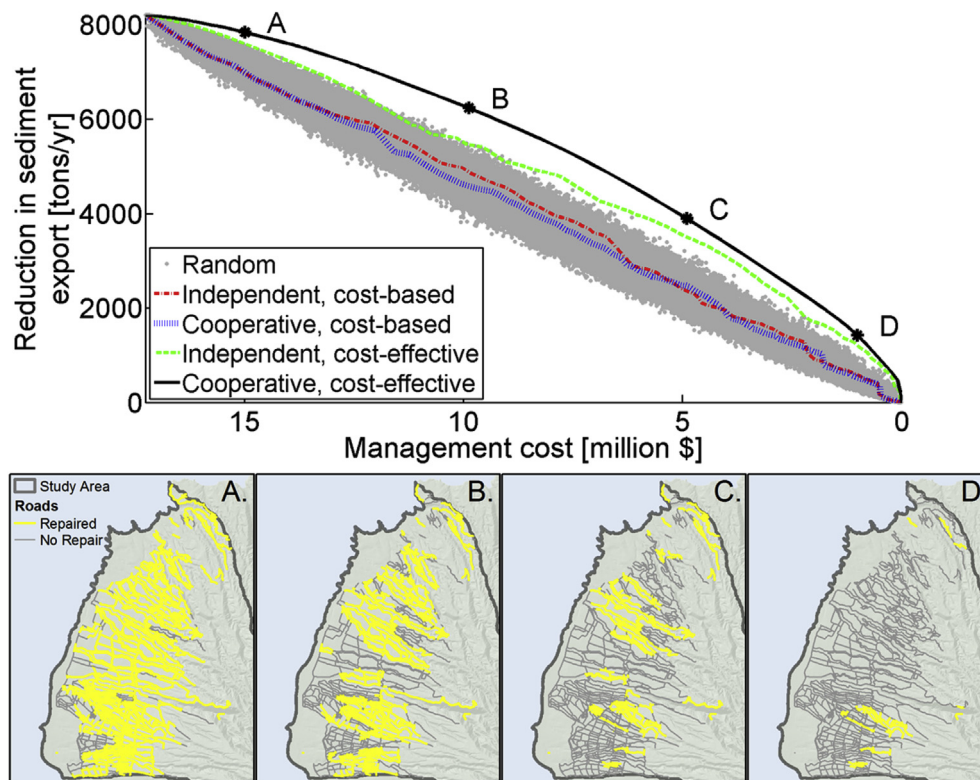 8000
6000
4000
2000
0
Reduction in sediment
export [tons/yr]
A
B
C
D
Random
Independent, cost-based
Cooperative, cost-based
Independent, cost-effective
Cooperative, cost-effective
15
10
5
0
Management cost [million $]
Study Area
Roads
Repaired
No Repair
A.
B.
C.
D